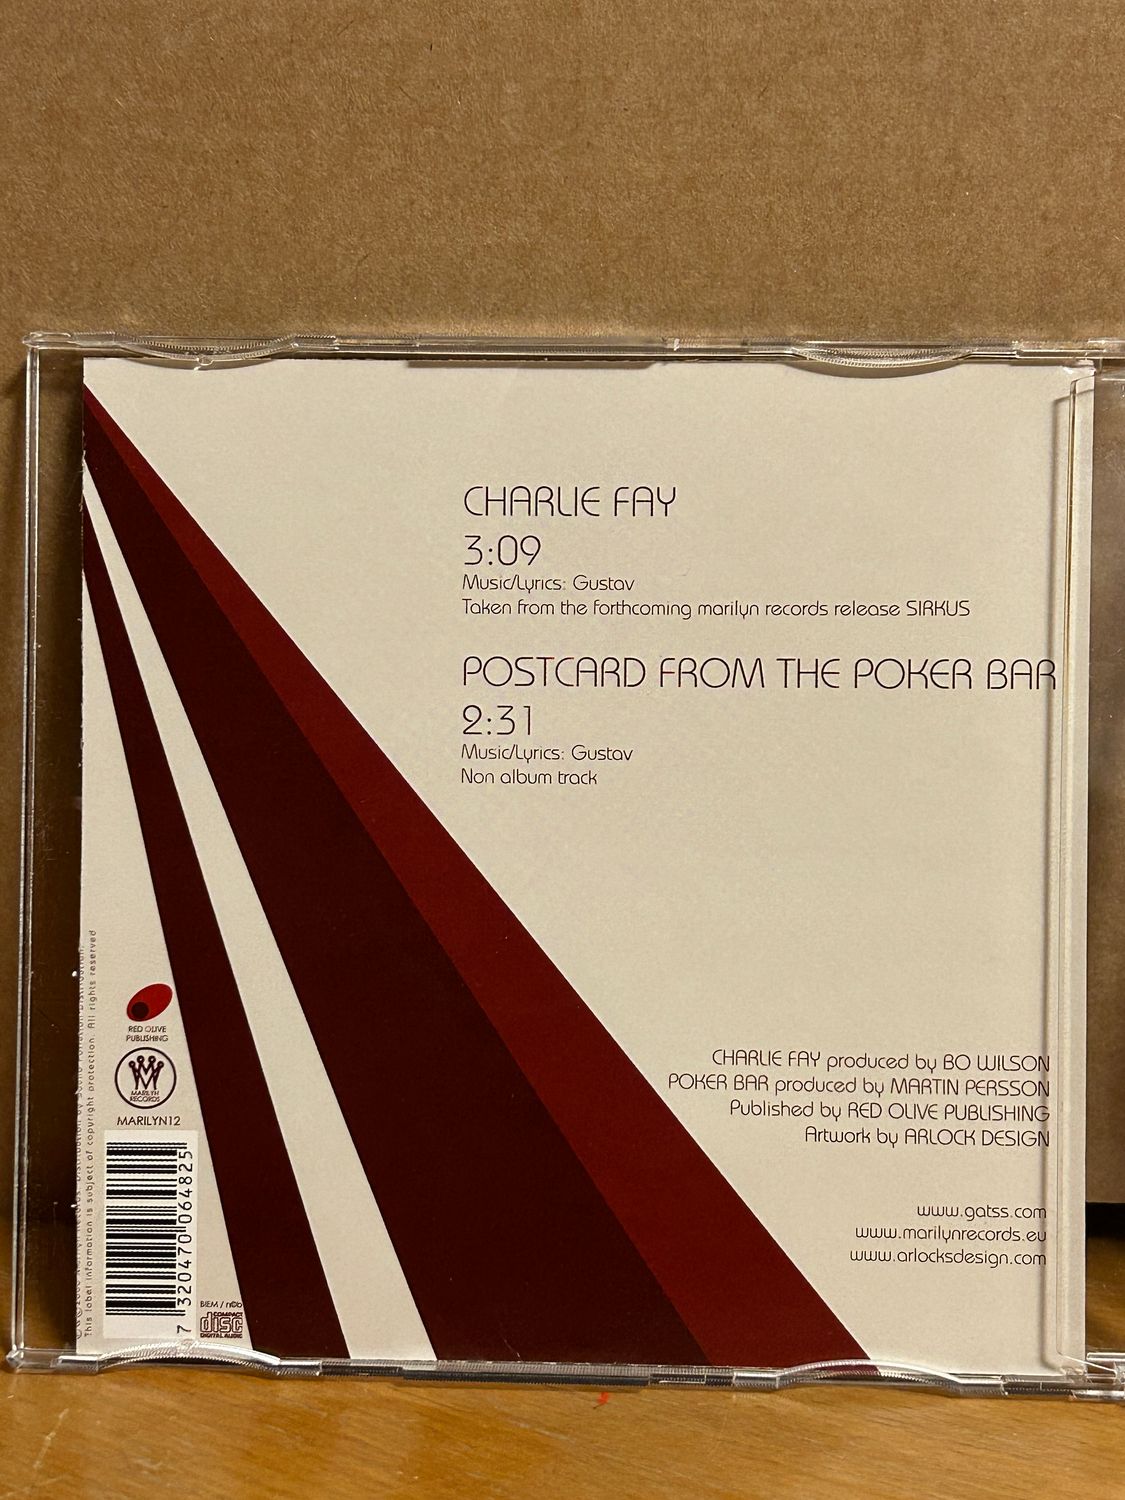 CHARLIE FAY
3:09
Music/Lyrics: Gustav
Taken from the forthcoming marilyn records release SIRKUS
POSTCARD FROM THE POKER BAR
2:31
Music/Lyrics: Gustav
Non album track
CHARLIE FAY produced by BO WILSON
POKER BAR produced by MARTIN PERSSON
Published by RED OLIVE PUBLISHING
Artwork by ARLOCK DESIGN
www.gatss.com
www.marilynrecords.eu
www.arlocksdesign.com
RED OLIVE
PUBLISHING
MARILYN
RECORDS
MARILYN12
7 320470 064825
BIEM / n©b
COMPACT
disc
DIGITAL AUDIO
This label information is subject of copyright protection. All rights reserved